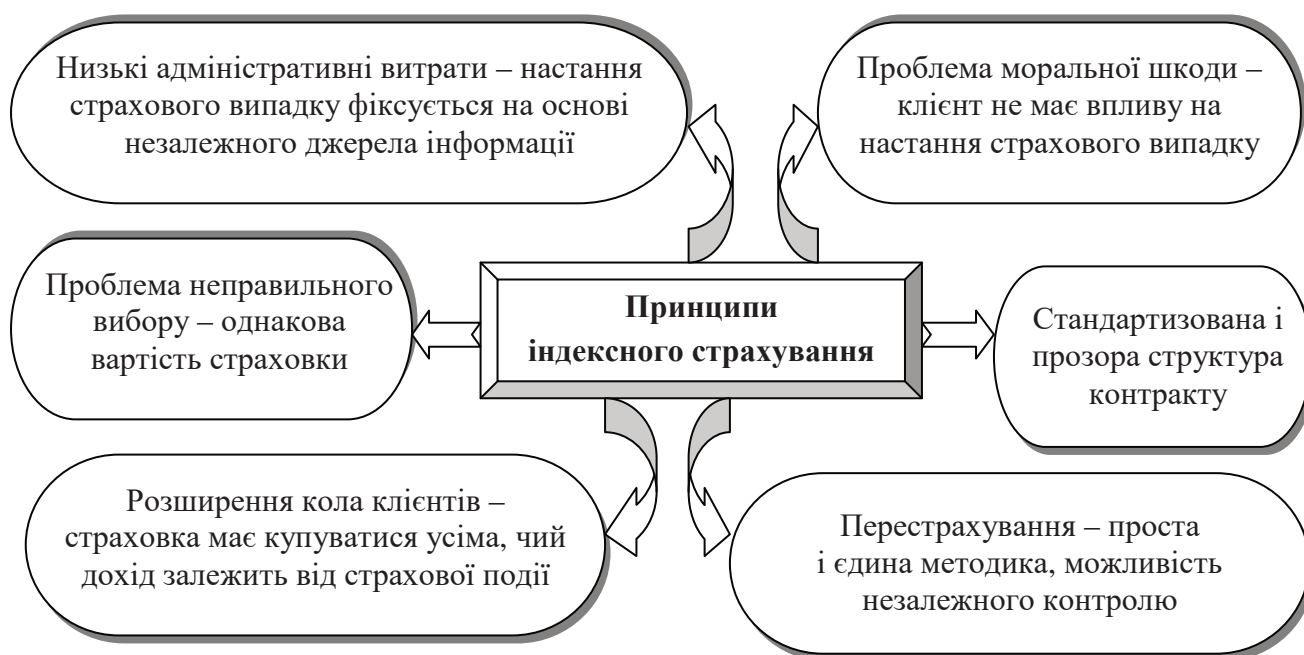 Низькі адміністративні витрати – настання
страхового випадку фіксується на основі
незалежного джерела інформації
Проблема моральної шкоди –
клієнт не має впливу на
настання страхового випадку
Проблема неправильного
вибору – однакова
вартість страховки
Принципи
індексного страхування
Стандартизована і
прозора структура
контракту
Розширення кола клієнтів –
страховка має купуватися усіма, чий
дохід залежить від страхової події
Перестрахування – проста
і єдина методика, можливість
незалежного контролю